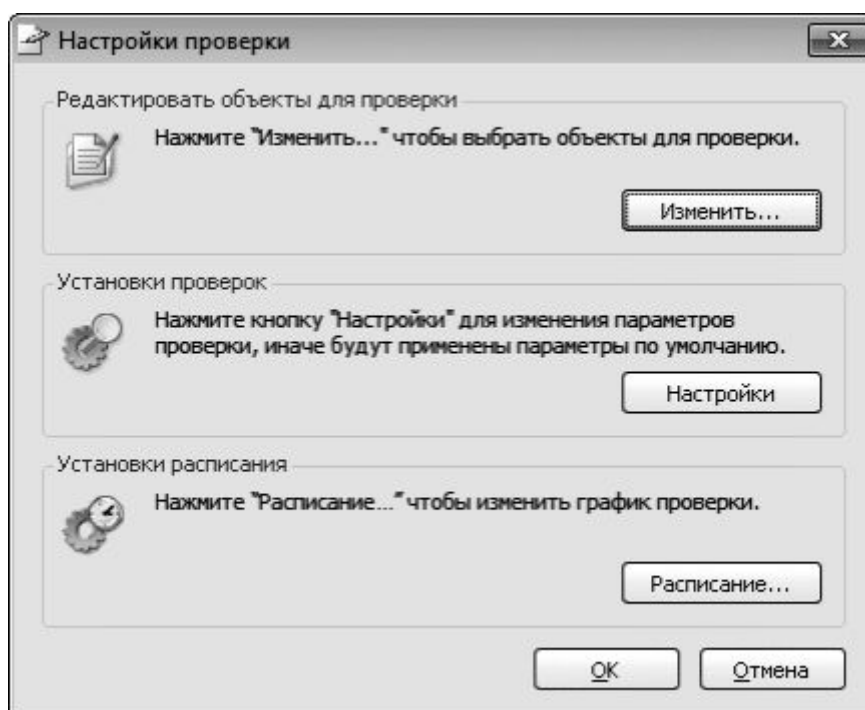 Настройки проверки
Редактировать объекты для проверки
Нажмите "Изменить..." чтобы выбрать объекты для проверки.
Изменить...
Установки проверок
Нажмите кнопку "Настройки" для изменения параметров
проверки, иначе будут применены параметры по умолчанию.
Настройки
Установки расписания
Нажмите "Расписание..." чтобы изменить график проверки.
Расписание...
OK
Отмена